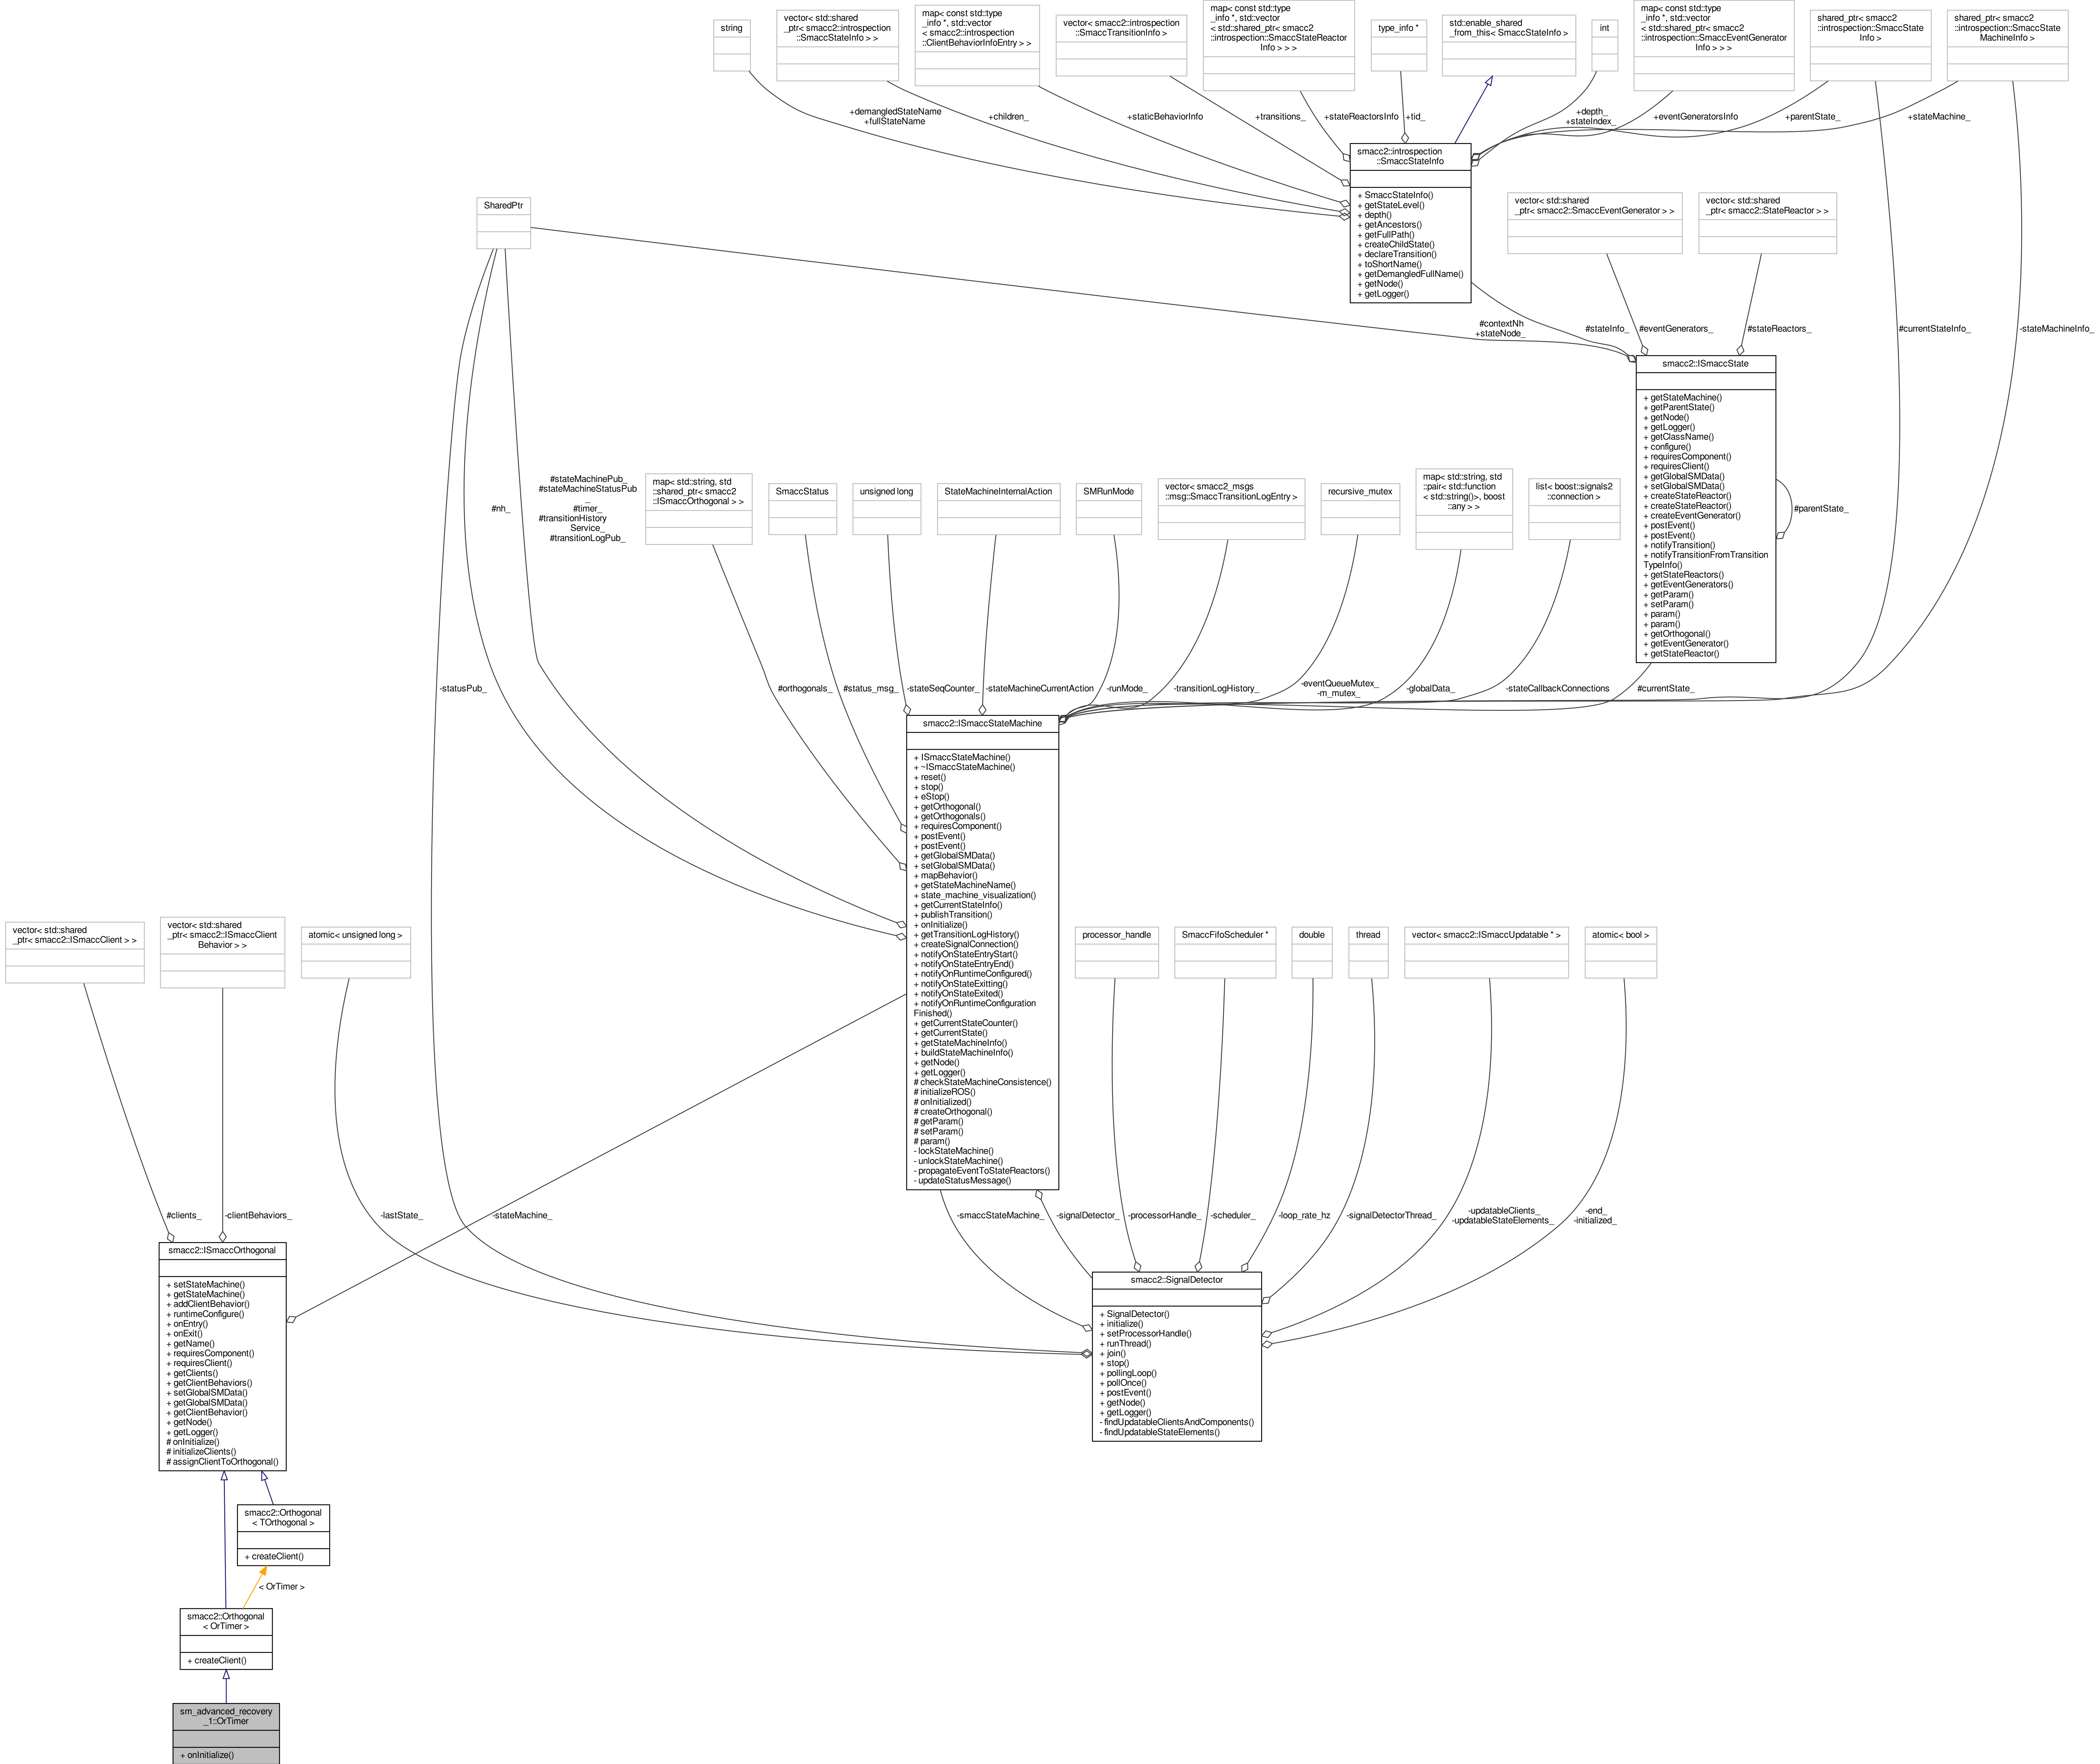 string
vector< std::shared
_ptr< smacc2::introspection
::SmaccStateInfo > >
map< const std::type
_info *, std::vector
< smacc2::introspection
::ClientBehaviorInfoEntry > >
vector< smacc2::introspection
::SmaccTransitionInfo >
map< const std::type
_info *, std::vector
< std::shared_ptr< smacc2
::introspection::SmaccStateReactor
Info > > >
type_info *
std::enable_shared
_from_this< SmaccStateInfo >
int
map< const std::type
_info *, std::vector
< std::shared_ptr< smacc2
::introspection::SmaccEventGenerator
Info > > >
shared_ptr< smacc2
::introspection::SmaccState
Info >
shared_ptr< smacc2
::introspection::SmaccState
MachineInfo >
+demangledStateName
+fullStateName
+children_
+staticBehaviorInfo
+transitions_
+stateReactorsInfo
+tid_
+depth_
+stateIndex_
+eventGeneratorsInfo
+parentState_
+stateMachine_
smacc2::introspection
::SmaccStateInfo
+ SmaccStateInfo()
+ getStateLevel()
+ depth()
+ getAncestors()
+ getFullPath()
+ createChildState()
+ declareTransition()
+ toShortName()
+ getDemangledFullName()
+ getNode()
+ getLogger()
SharedPtr
vector< std::shared
_ptr< smacc2::SmaccEventGenerator > >
vector< std::shared
_ptr< smacc2::StateReactor > >
#contextNh
+stateNode_
#stateInfo_
#eventGenerators_
#stateReactors_
#currentStateInfo_
-stateMachineInfo_
smacc2::ISmaccState
+ getStateMachine()
+ getParentState()
+ getNode()
+ getLogger()
+ getClassName()
+ configure()
+ requiresComponent()
+ requiresClient()
+ getGlobalSMData()
+ setGlobalSMData()
+ createStateReactor()
+ createStateReactor()
+ createEventGenerator()
+ postEvent()
+ postEvent()
+ notifyTransition()
+ notifyTransitionFromTransition
TypeInfo()
+ getStateReactors()
+ getEventGenerators()
+ getParam()
+ setParam()
+ param()
+ param()
+ getOrthogonal()
+ getEventGenerator()
+ getStateReactor()
#parentState_
#nh_
#stateMachinePub_
#stateMachineStatusPub
_
#timer_
#transitionHistory
Service_
#transitionLogPub_
map< std::string, std
::shared_ptr< smacc2
::ISmaccOrthogonal > >
SmaccStatus
unsigned long
StateMachineInternalAction
SMRunMode
vector< smacc2_msgs
::msg::SmaccTransitionLogEntry >
recursive_mutex
map< std::string, std
::pair< std::function
< std::string()>, boost
::any > >
list< boost::signals2
::connection >
-statusPub_
#orthogonals_
#status_msg_
-stateSeqCounter_
-stateMachineCurrentAction
-runMode_
-transitionLogHistory_
-eventQueueMutex_
-m_mutex_
-globalData_
-stateCallbackConnections
#currentState_
smacc2::ISmaccStateMachine
+ ISmaccStateMachine()
+ ~ISmaccStateMachine()
+ reset()
+ stop()
+ eStop()
+ getOrthogonal()
+ getOrthogonals()
+ requiresComponent()
+ postEvent()
+ postEvent()
+ getGlobalSMData()
+ setGlobalSMData()
+ mapBehavior()
+ getStateMachineName()
+ state_machine_visualization()
+ getCurrentStateInfo()
+ publishTransition()
+ onInitialize()
+ getTransitionLogHistory()
+ createSignalConnection()
+ notifyOnStateEntryStart()
+ notifyOnStateEntryEnd()
+ notifyOnRuntimeConfigured()
+ notifyOnStateExitting()
+ notifyOnStateExited()
+ notifyOnRuntimeConfiguration
Finished()
+ getCurrentStateCounter()
+ getCurrentState()
+ getStateMachineInfo()
+ buildStateMachineInfo()
+ getNode()
+ getLogger()
# checkStateMachineConsistence()
# initializeROS()
# onInitialized()
# createOrthogonal()
# getParam()
# setParam()
# param()
- lockStateMachine()
- unlockStateMachine()
- propagateEventToStateReactors()
- updateStatusMessage()
vector< std::shared
_ptr< smacc2::ISmaccClient > >
vector< std::shared
_ptr< smacc2::ISmaccClient
Behavior > >
atomic< unsigned long >
processor_handle
SmaccFifoScheduler *
double
thread
vector< smacc2::ISmaccUpdatable * >
atomic< bool >
#clients_
-clientBehaviors_
-lastState_
-stateMachine_
-smaccStateMachine_
-signalDetector_
-processorHandle_
-scheduler_
-loop_rate_hz
-signalDetectorThread_
-updatableClients_
-updatableStateElements_
-end_
-initialized_
smacc2::ISmaccOrthogonal
+ setStateMachine()
+ getStateMachine()
+ addClientBehavior()
+ runtimeConfigure()
+ onEntry()
+ onExit()
+ getName()
+ requiresComponent()
+ requiresClient()
+ getClients()
+ getClientBehaviors()
+ setGlobalSMData()
+ getGlobalSMData()
+ getClientBehavior()
+ getNode()
+ getLogger()
# onInitialize()
# initializeClients()
# assignClientToOrthogonal()
smacc2::SignalDetector
+ SignalDetector()
+ initialize()
+ setProcessorHandle()
+ runThread()
+ join()
+ stop()
+ pollingLoop()
+ pollOnce()
+ postEvent()
+ getNode()
+ getLogger()
- findUpdatableClientsAndComponents()
- findUpdatableStateElements()
smacc2::Orthogonal
< TOrthogonal >
+ createClient()
< OrTimer >
smacc2::Orthogonal
< OrTimer >
+ createClient()
sm_advanced_recovery
_1::OrTimer
+ onInitialize()